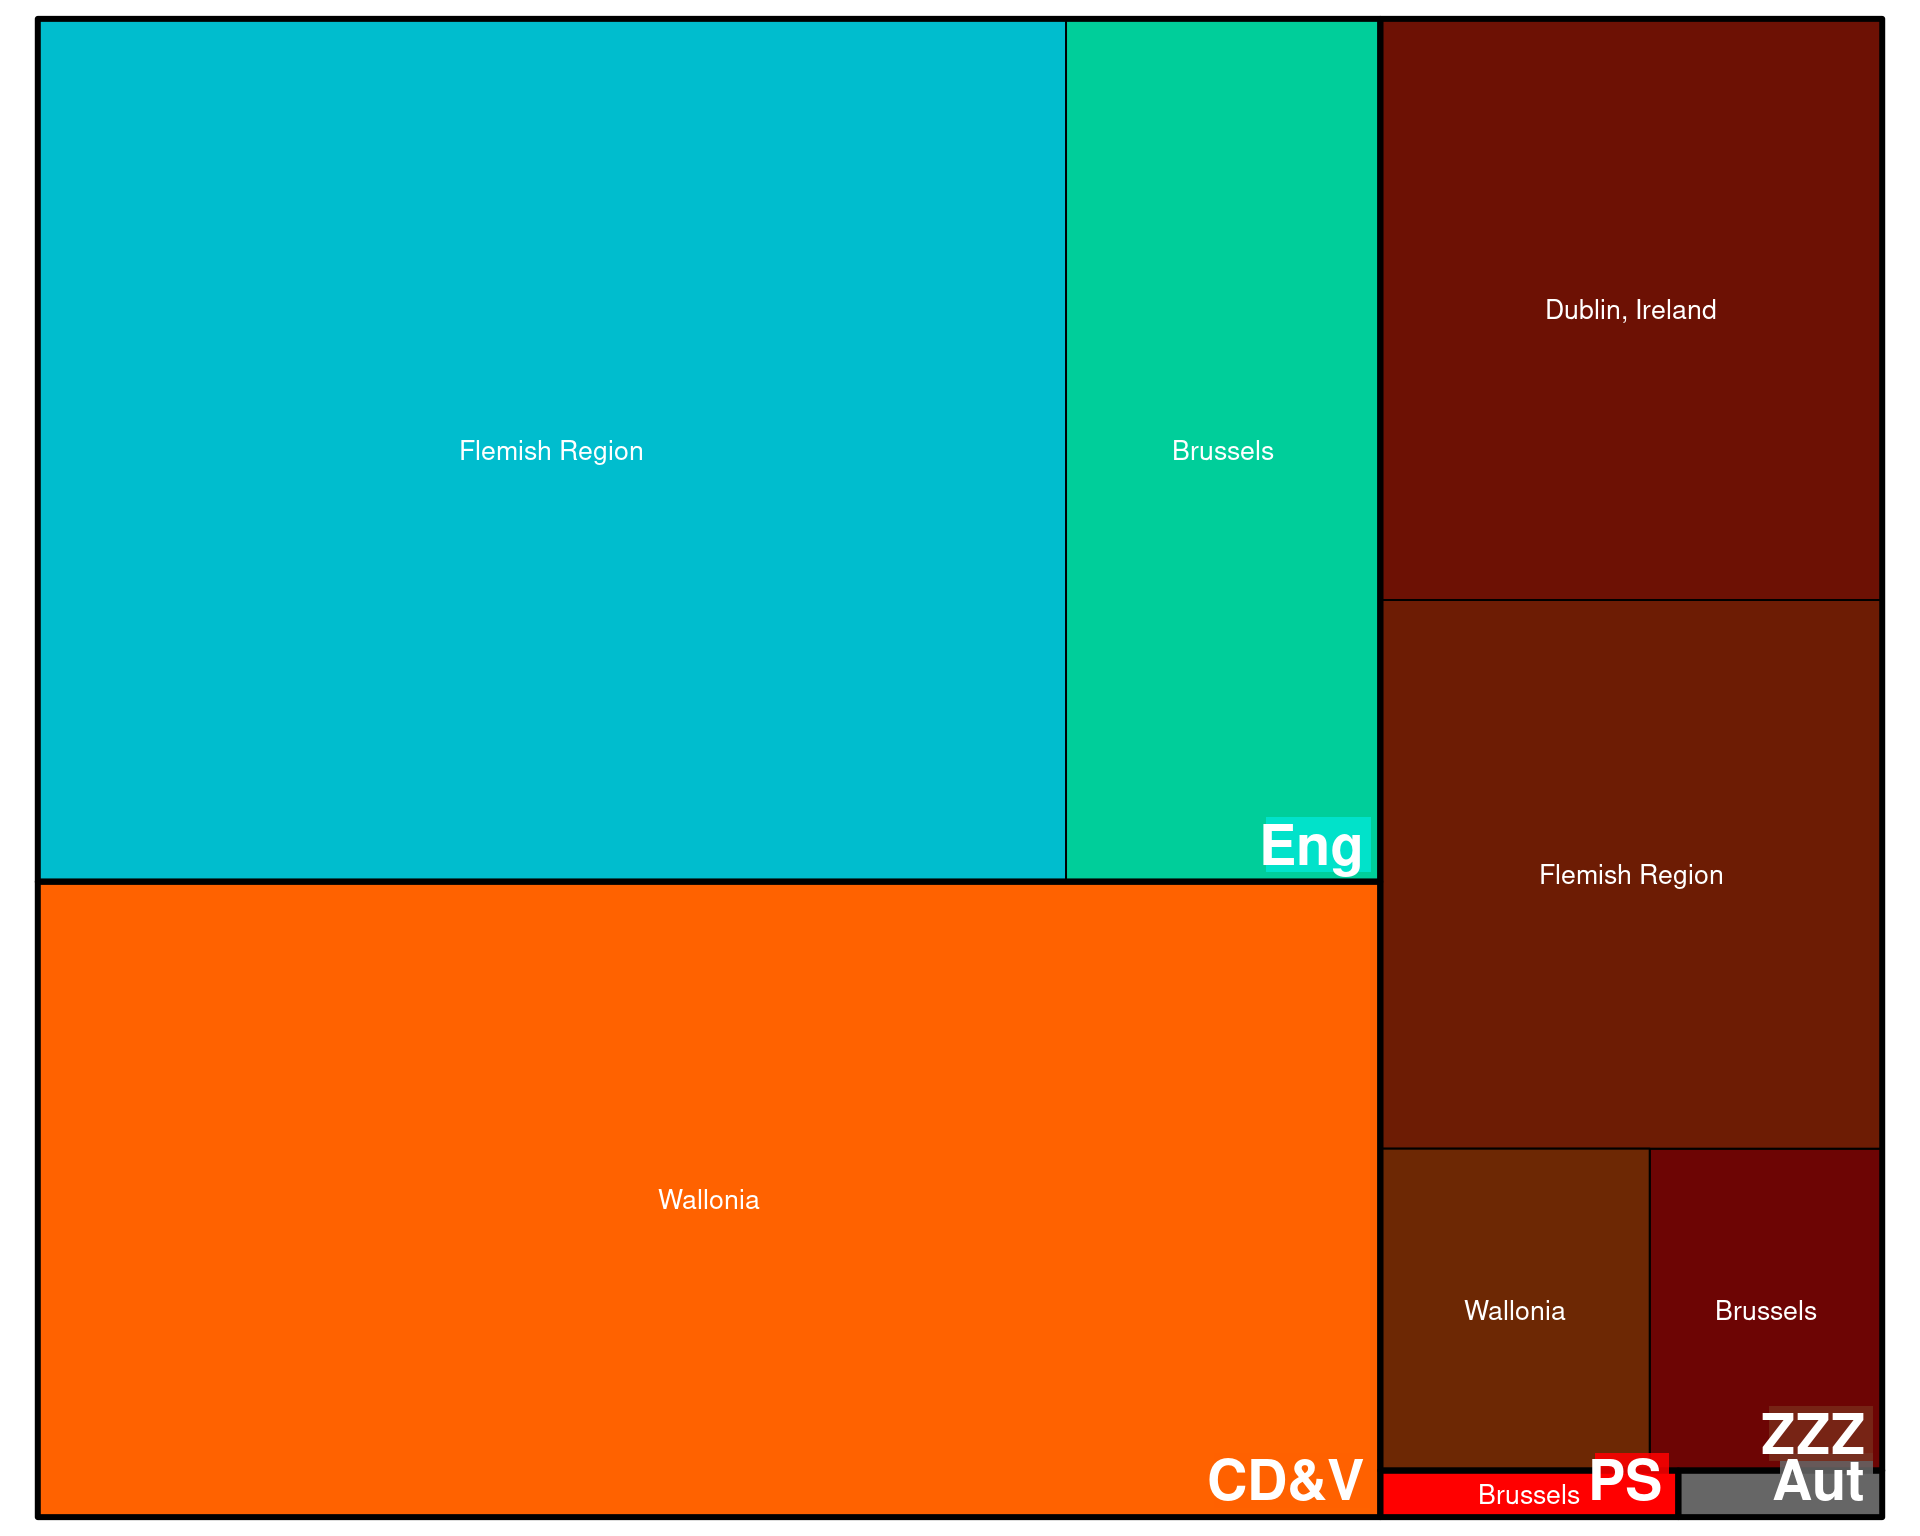 Flemish Region
Brussels
Eng
Wallonia
CD&V
Dublin, Ireland
Flemish Region
Wallonia
Brussels
ZZZ
Brussels
PS
Aut